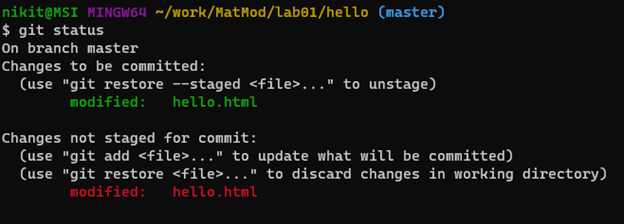 nikit@MSI MINGW64 ~/work/MatMod/lab01/hello (master)
$ git status
On branch master
Changes to be committed:
  (use "git restore --staged <file>..." to unstage)
        modified:   hello.html

Changes not staged for commit:
  (use "git add <file>..." to update what will be committed)
  (use "git restore <file>..." to discard changes in working directory)
        modified:   hello.html